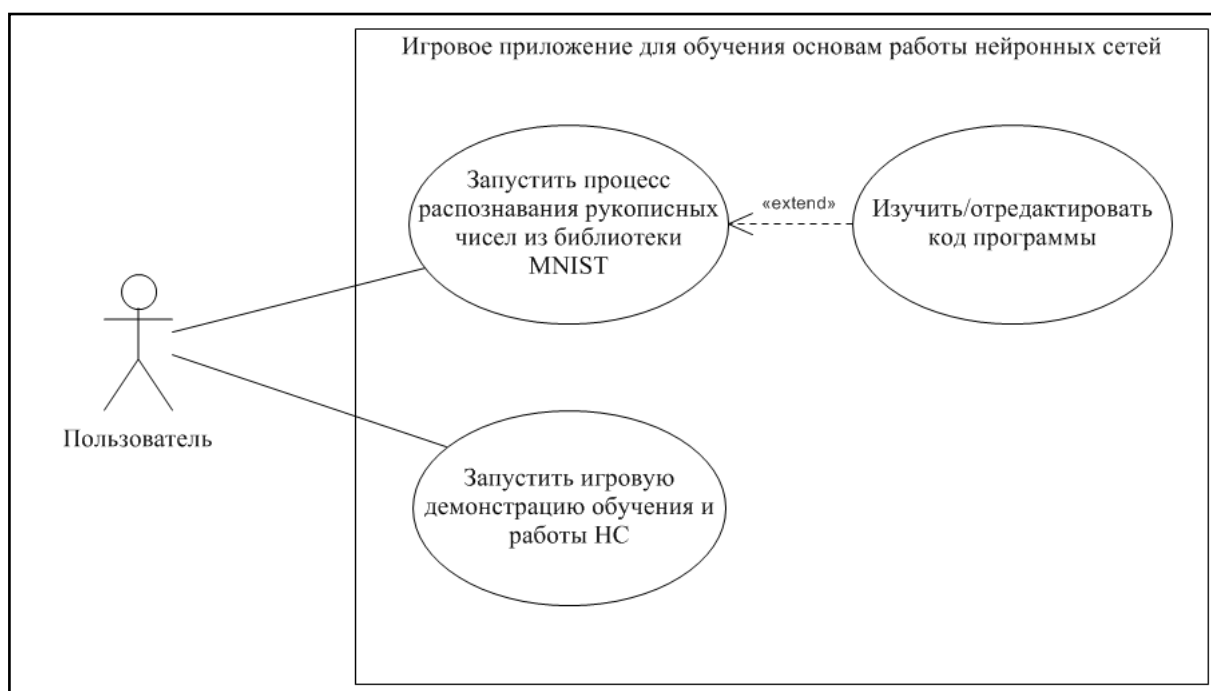 Игровое приложение для обучения основам работы нейронных сетей
Запустить процесс
распознавания рукописных
чисел из библиотеки
MNIST
«extend»
Изучить/отредактировать
код программы
Пользователь
Запустить игровую
демонстрацию обучения и
работы НС